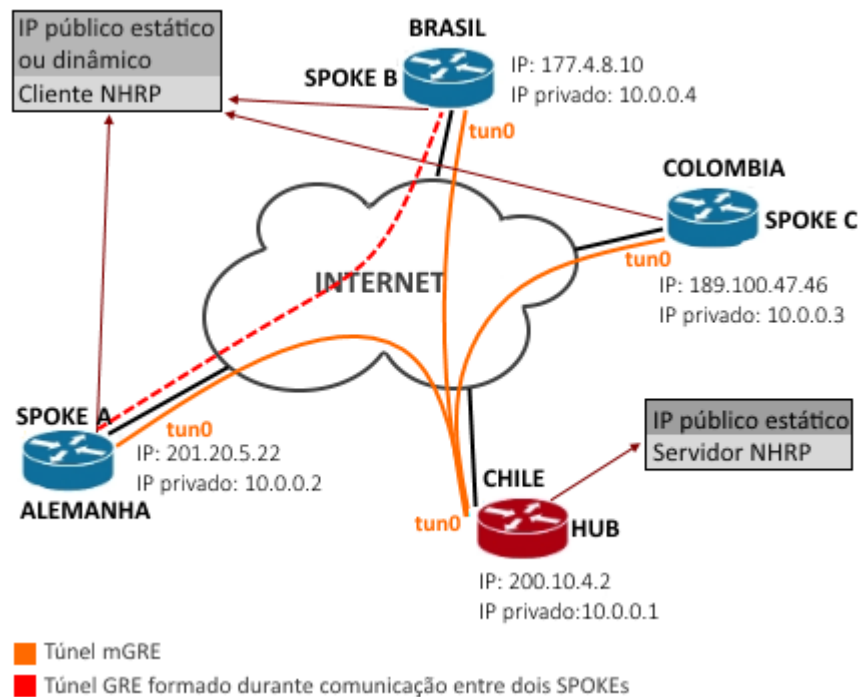 IP público estático
ou dinâmico
Cliente NHRP
BRASIL
SPOKE B
IP: 177.4.8.10
IP privado: 10.0.0.4
tun0
COLOMBIA
SPOKE C
tun0
IP: 189.100.47.46
IP privado: 10.0.0.3
INTERNET
SPOKE A
tun0
IP: 201.20.5.22
IP privado: 10.0.0.2
ALEMANHA
IP público estático
Servidor NHRP
CHILE
tun0
HUB
IP: 200.10.4.2
IP privado:10.0.0.1
Túnel mGRE
Túnel GRE formado durante comunicação entre dois SPOKEs